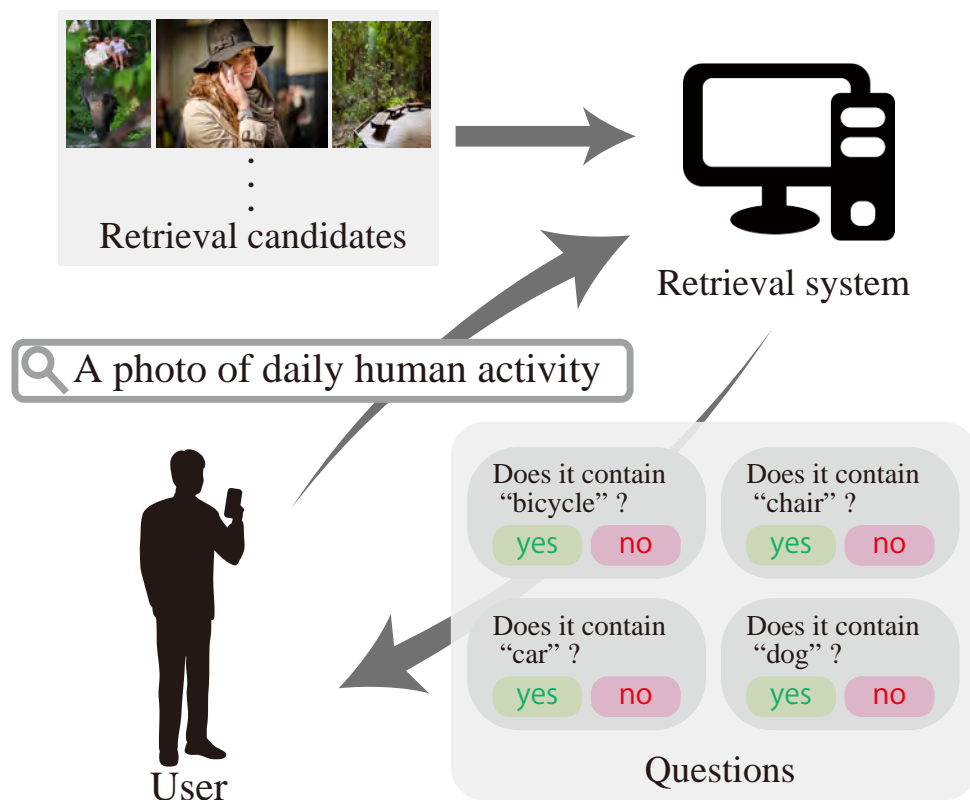 Retrieval candidates
Retrieval system
A photo of daily human activity
Does it contain
“bicycle” ?
yes no
Does it contain
“chair” ?
yes no
Does it contain
“car” ?
yes no
Does it contain
“dog” ?
yes no
Questions
User